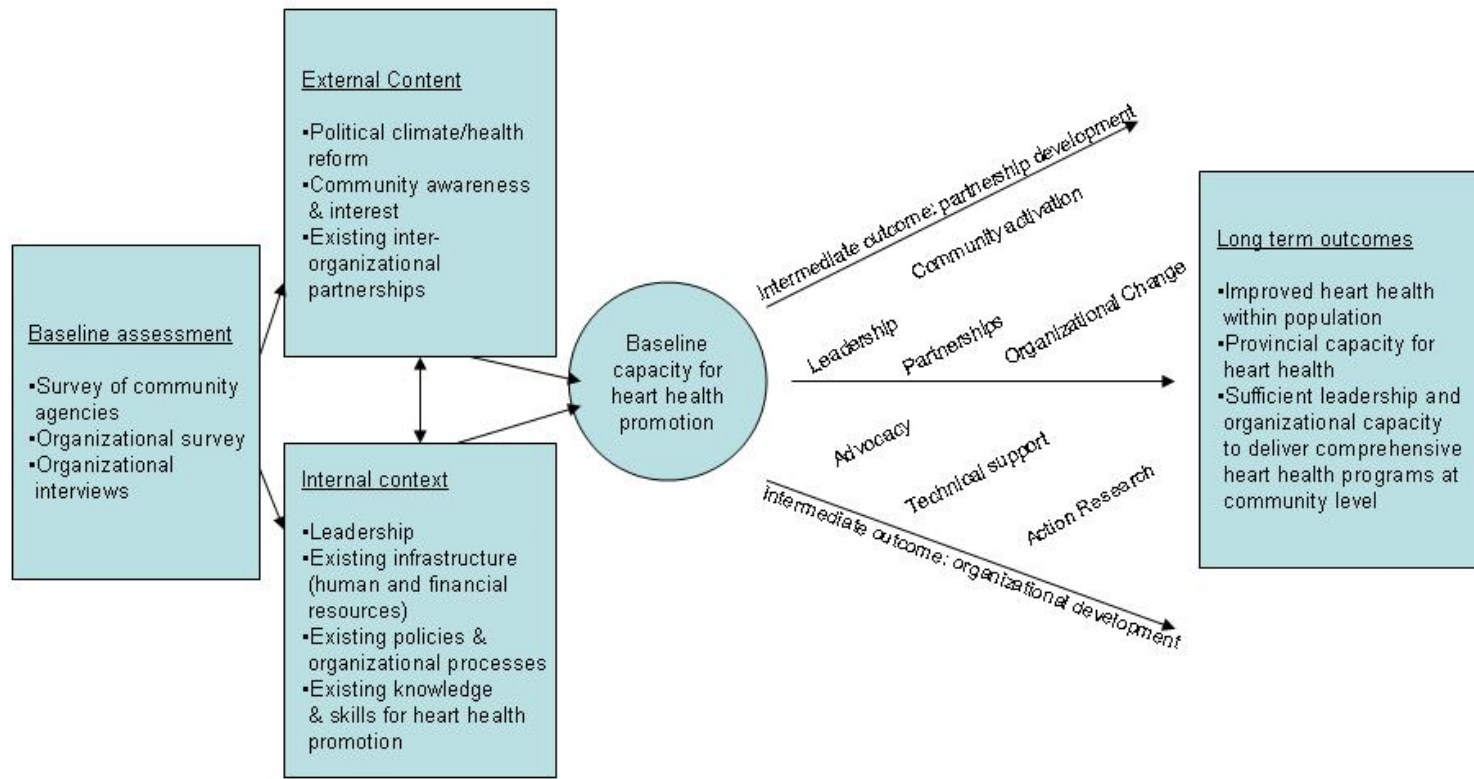 Baseline assessment
▪Survey of community
agencies
▪Organizational survey
▪Organizational
interviews
External Content
▪Political climate/health
reform
▪Community awareness
& interest
▪Existing inter-
organizational
partnerships
Internal context
▪Leadership
▪Existing infrastructure
(human and financial
resources)
▪Existing policies &
organizational processes
▪Existing knowledge
& skills for heart health
promotion
Baseline
capacity for
heart health
promotion
Intermediate outcome: partnership development
Community activation
Leadership
Partnerships
Organizational Change
Advocacy
Technical support
Action Research
Intermediate outcome: organizational development
Long term outcomes
▪Improved heart health
within population
▪Provincial capacity for
heart health
▪Sufficient leadership and
organizational capacity
to deliver comprehensive
heart health programs at
community level